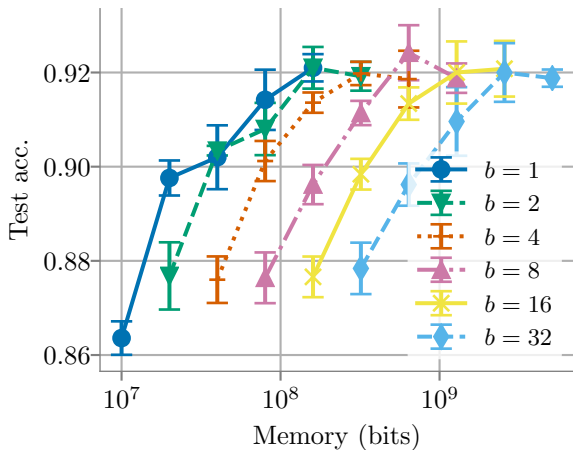 0.92
0.90
0.88
0.86
Test acc.
10^7
10^8
10^9
Memory (bits)
b = 1
b = 2
b = 4
b = 8
b = 16
b = 32